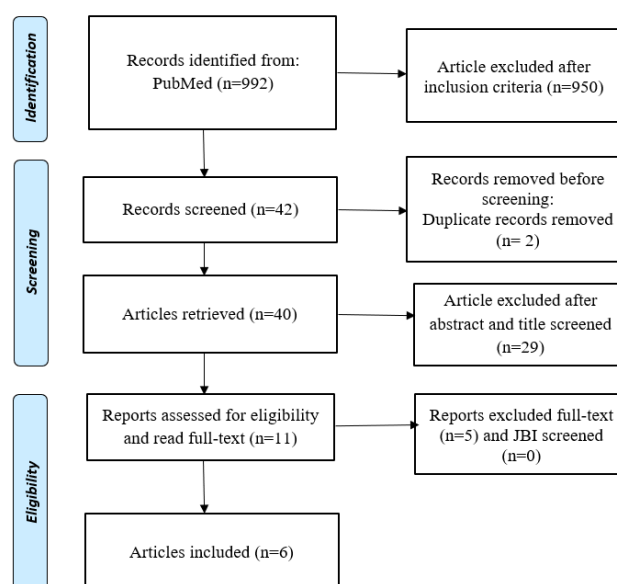 Identification
Records identified from:
PubMed (n=992)
Article excluded after
inclusion criteria (n=950)
Screening
Records screened (n=42)
Records removed before
screening:
Duplicate records removed
(n= 2)
Articles retrieved (n=40)
Article excluded after
abstract and title screened
(n=29)
Eligibility
Reports assessed for eligibility
and read full-text (n=11)
Reports excluded full-text
(n=5) and JBI screened
(n=0)
Articles included (n=6)